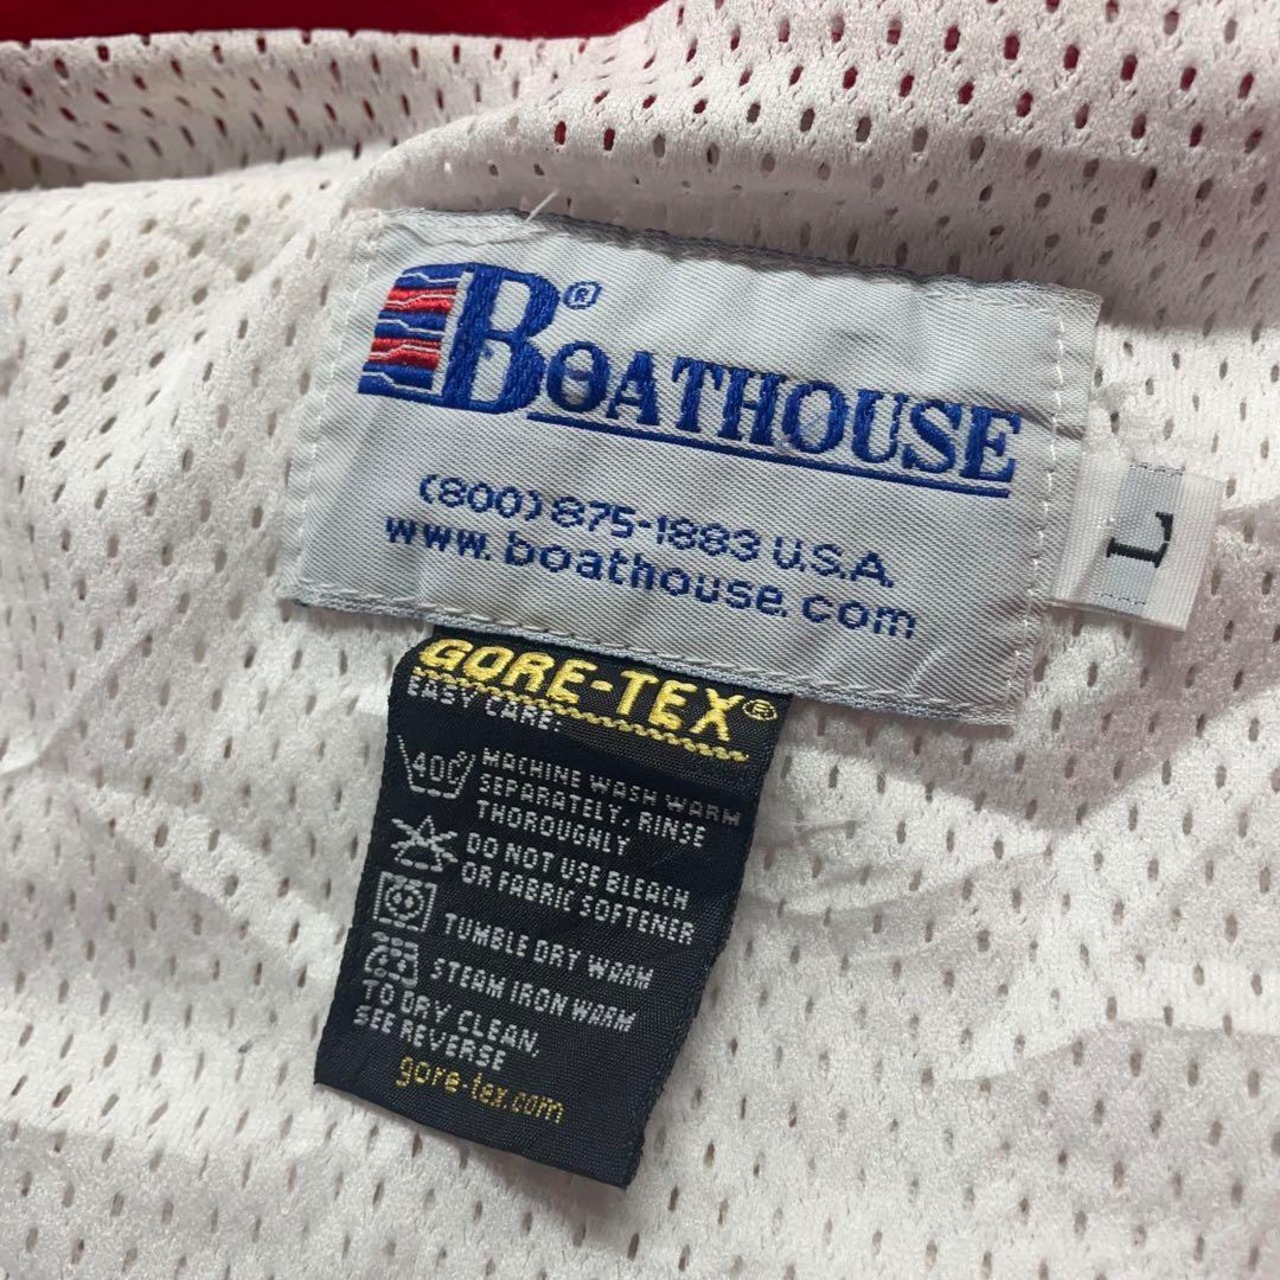 BOATHOUSE®
(800) 875-1883 U.S.A.
www.boathouse.com
L
GORE-TEX®
EASY CARE:
40C MACHINE WASH WARM
SEPARATELY, RINSE
THOROUGHLY
DO NOT USE BLEACH
OR FABRIC SOFTENER
TUMBLE DRY WARM
STEAM IRON WARM
TO DRY CLEAN,
SEE REVERSE
gore-tex.com